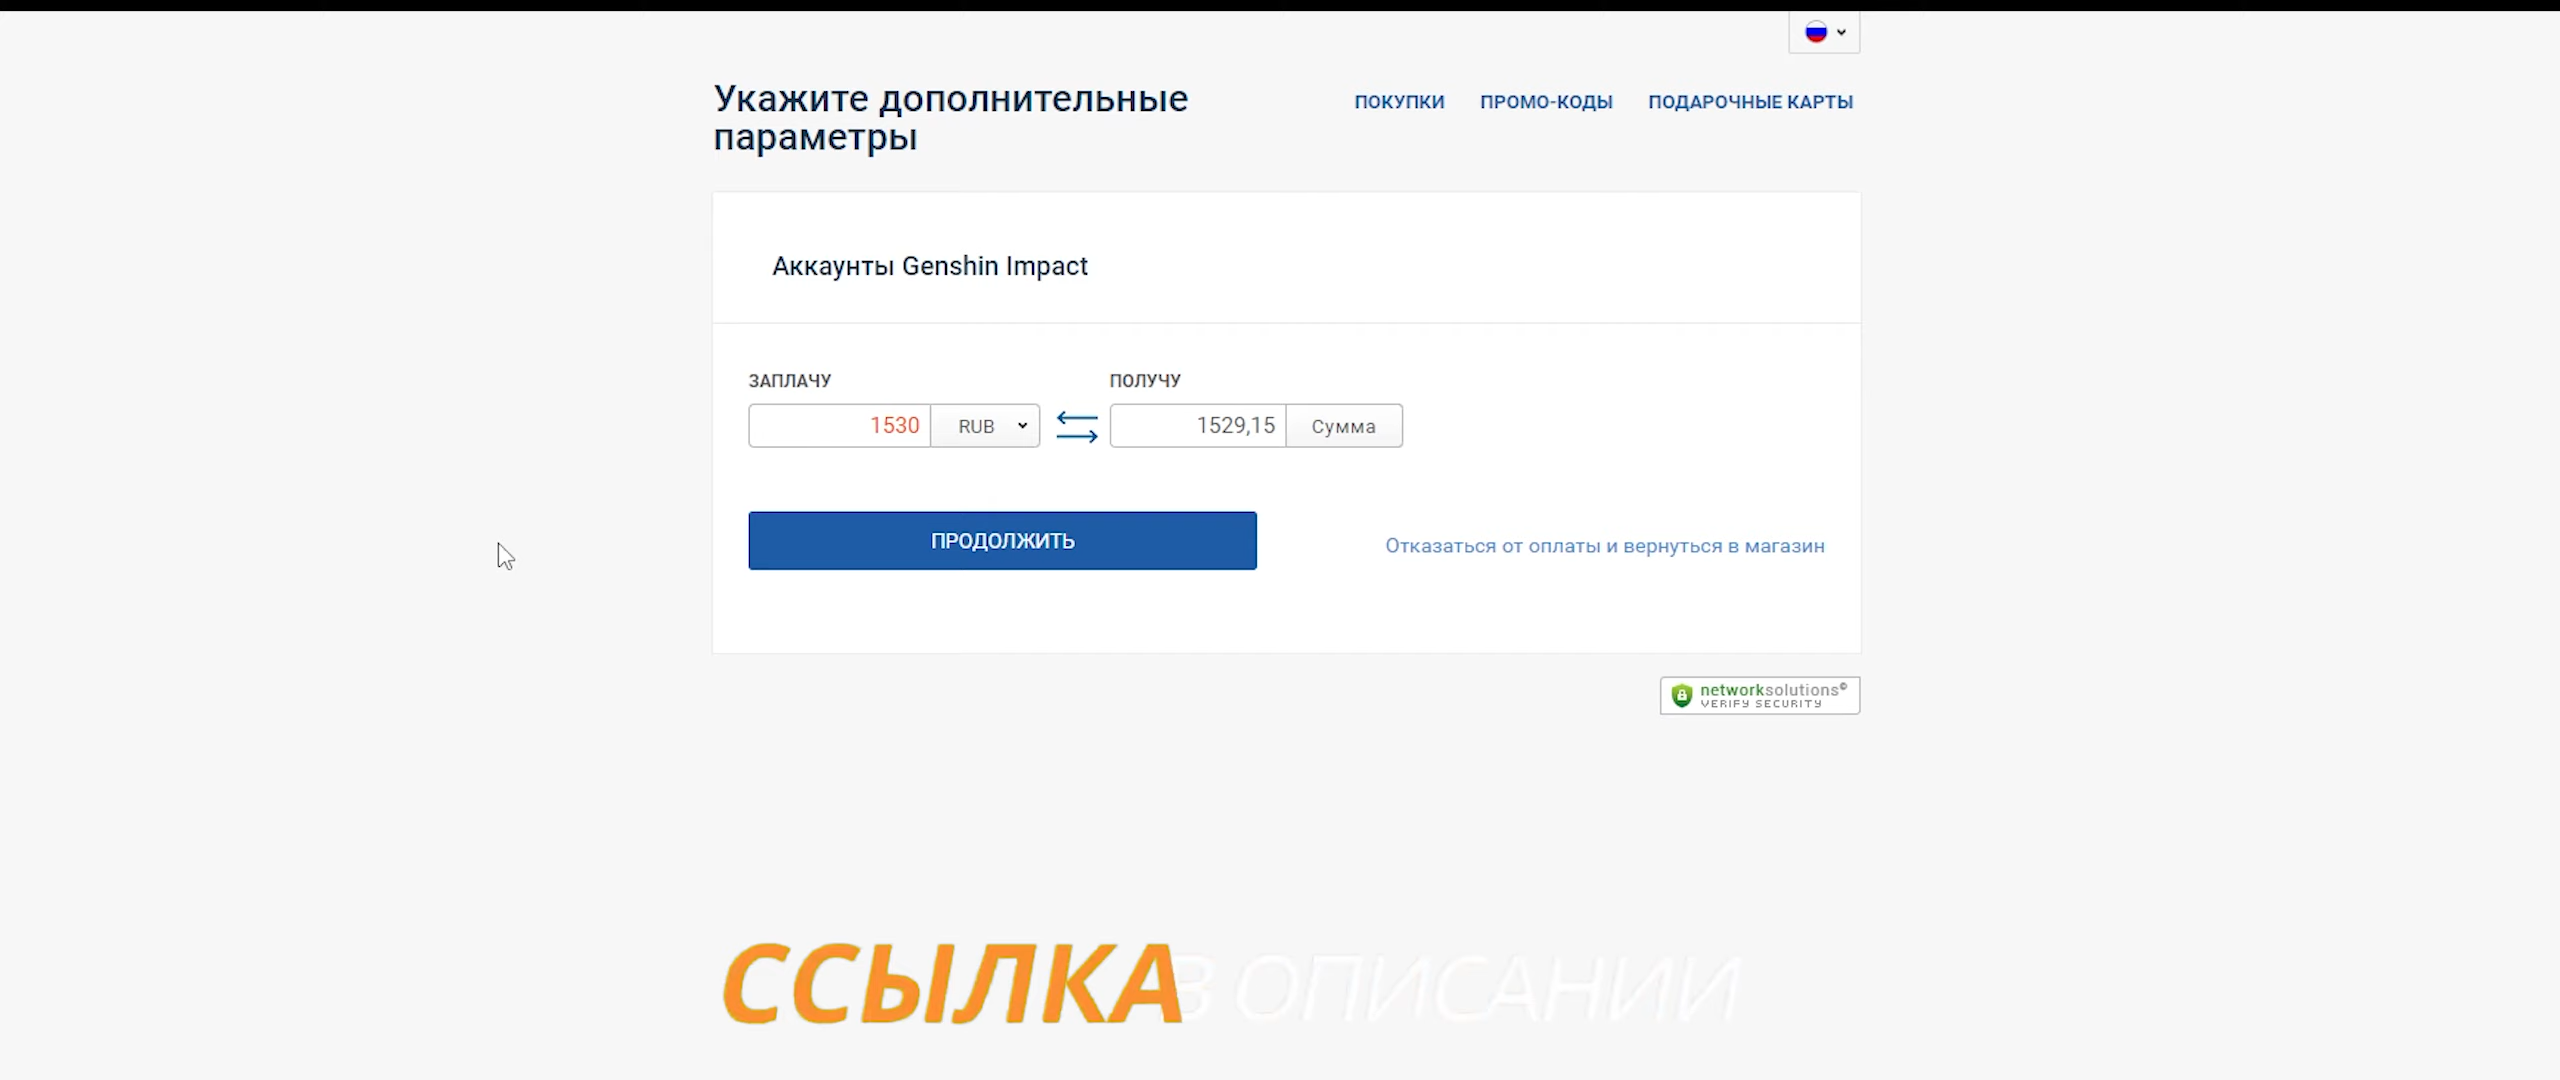 Укажите дополнительные
параметры
ПОКУПКИ ПРОМО-КОДЫ ПОДАРОЧНЫЕ КАРТЫ
Аккаунты Genshin Impact
ЗАПЛАЧУ ПОЛУЧУ
1530 RUB 1529,15 Сумма
ПРОДОЛЖИТЬ Отказаться от оплаты и вернуться в магазин
networksolutions©
VERIFY SECURITY
ССЫЛКА В ОПИСАНИИ